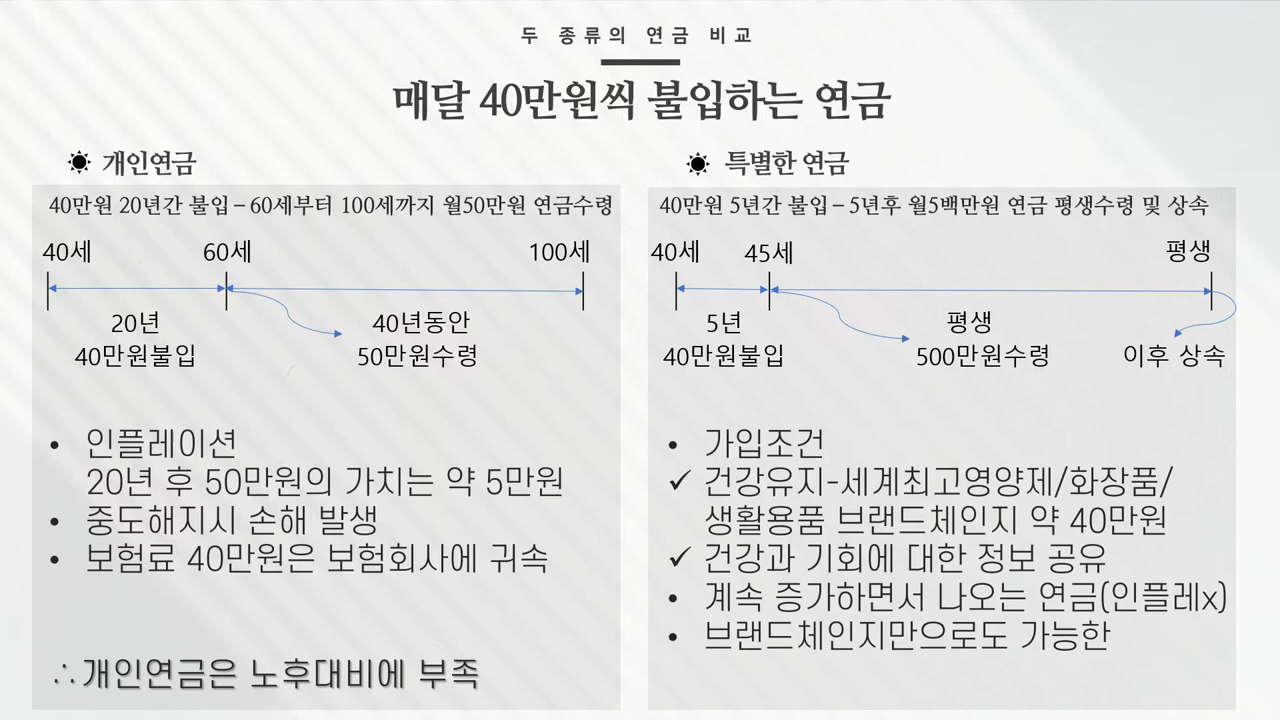 두 종류의 연금 비교
매달 40만원씩 불입하는 연금
개인연금
40만원 20년간 불입 – 60세부터 100세까지 월50만원 연금수령
40세 60세 100세
20년 40년동안
40만원불입 50만원수령
• 인플레이션
20년 후 50만원의 가치는 약 5만원
• 중도해지시 손해 발생
• 보험료 40만원은 보험회사에 귀속
∴개인연금은 노후대비에 부족
특별한 연금
40만원 5년간 불입 – 5년후 월5백만원 연금 평생수령 및 상속
40세 45세 평생
5년 평생
40만원불입 500만원수령 이후 상속
• 가입조건
✓ 건강유지-세계최고영양제/화장품/
생활용품 브랜드체인지 약 40만원
✓ 건강과 기회에 대한 정보 공유
• 계속 증가하면서 나오는 연금(인플레x)
• 브랜드체인지만으로도 가능한